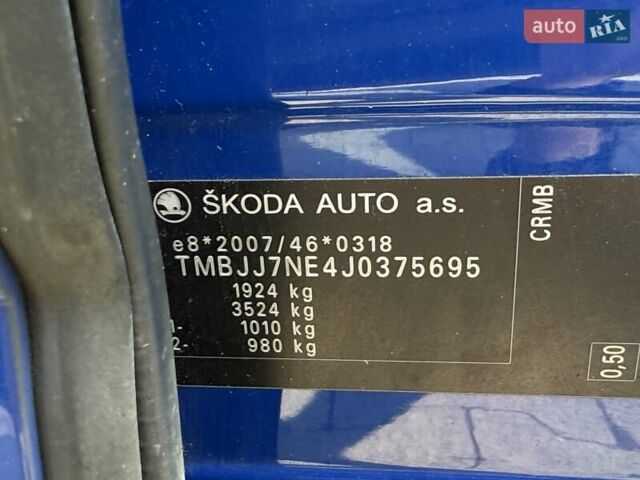 auto RIA.com
ŠKODA AUTO a.s.
e8*2007/46*0318
TMBJJ7NE4J0375695
1924 kg
3524 kg
1- 1010 kg
2- 980 kg
CRMB
0,50